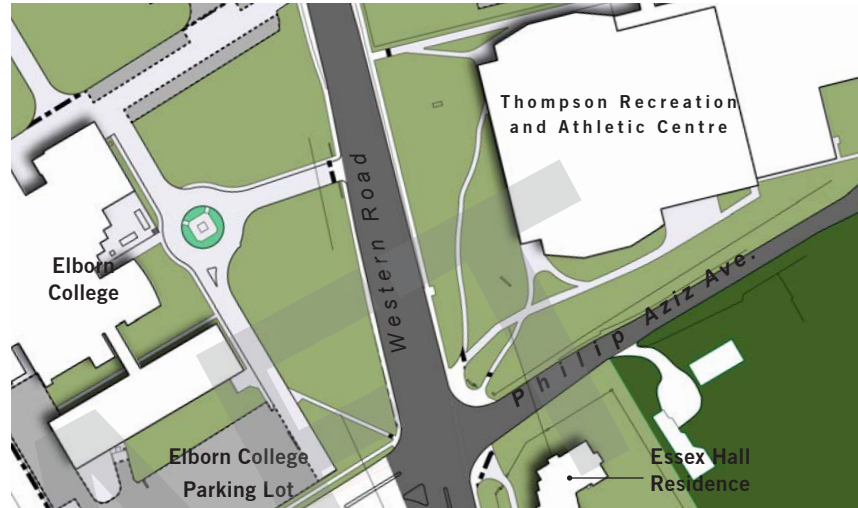 Thompson Recreation
and Athletic Centre
Western Road
Elborn
College
Philip Aziz Ave.
Elborn College
Parking Lot
Essex Hall
Residence